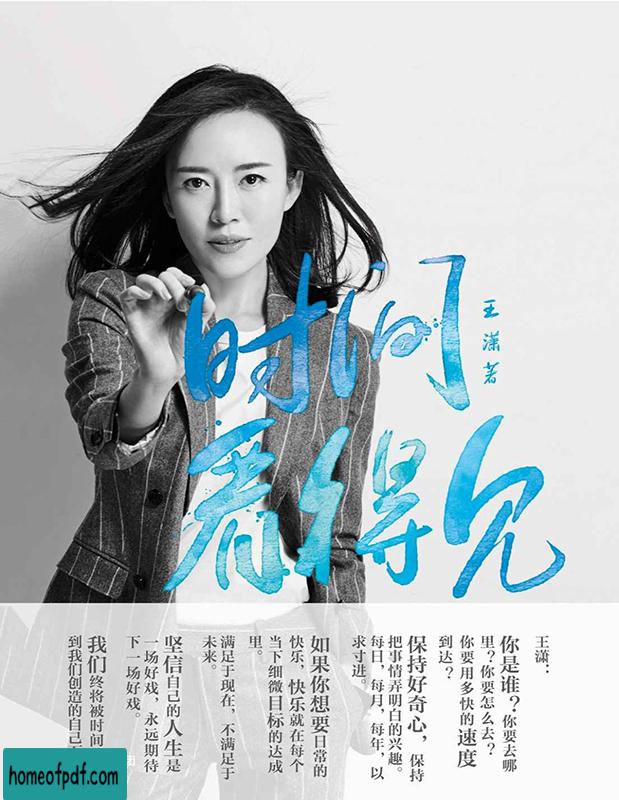 时间
看得见
王潇 著
王潇：
你是谁？你要去哪
里？你要怎么去？
你要用多快的速度
到达？
保持好奇心，保持
把事情弄明白的兴趣。
每日，每月，每年，以
求寸进。
如果你想要日常的
快乐，快乐就在每个
当下细微目标的达成
里。
满足于现在，不满足于
未来。
坚信自己的人生是
一场好戏，永远期待
下一场好戏。
我们终将被时间
到我们创造的自己
团
homeofpdf.com